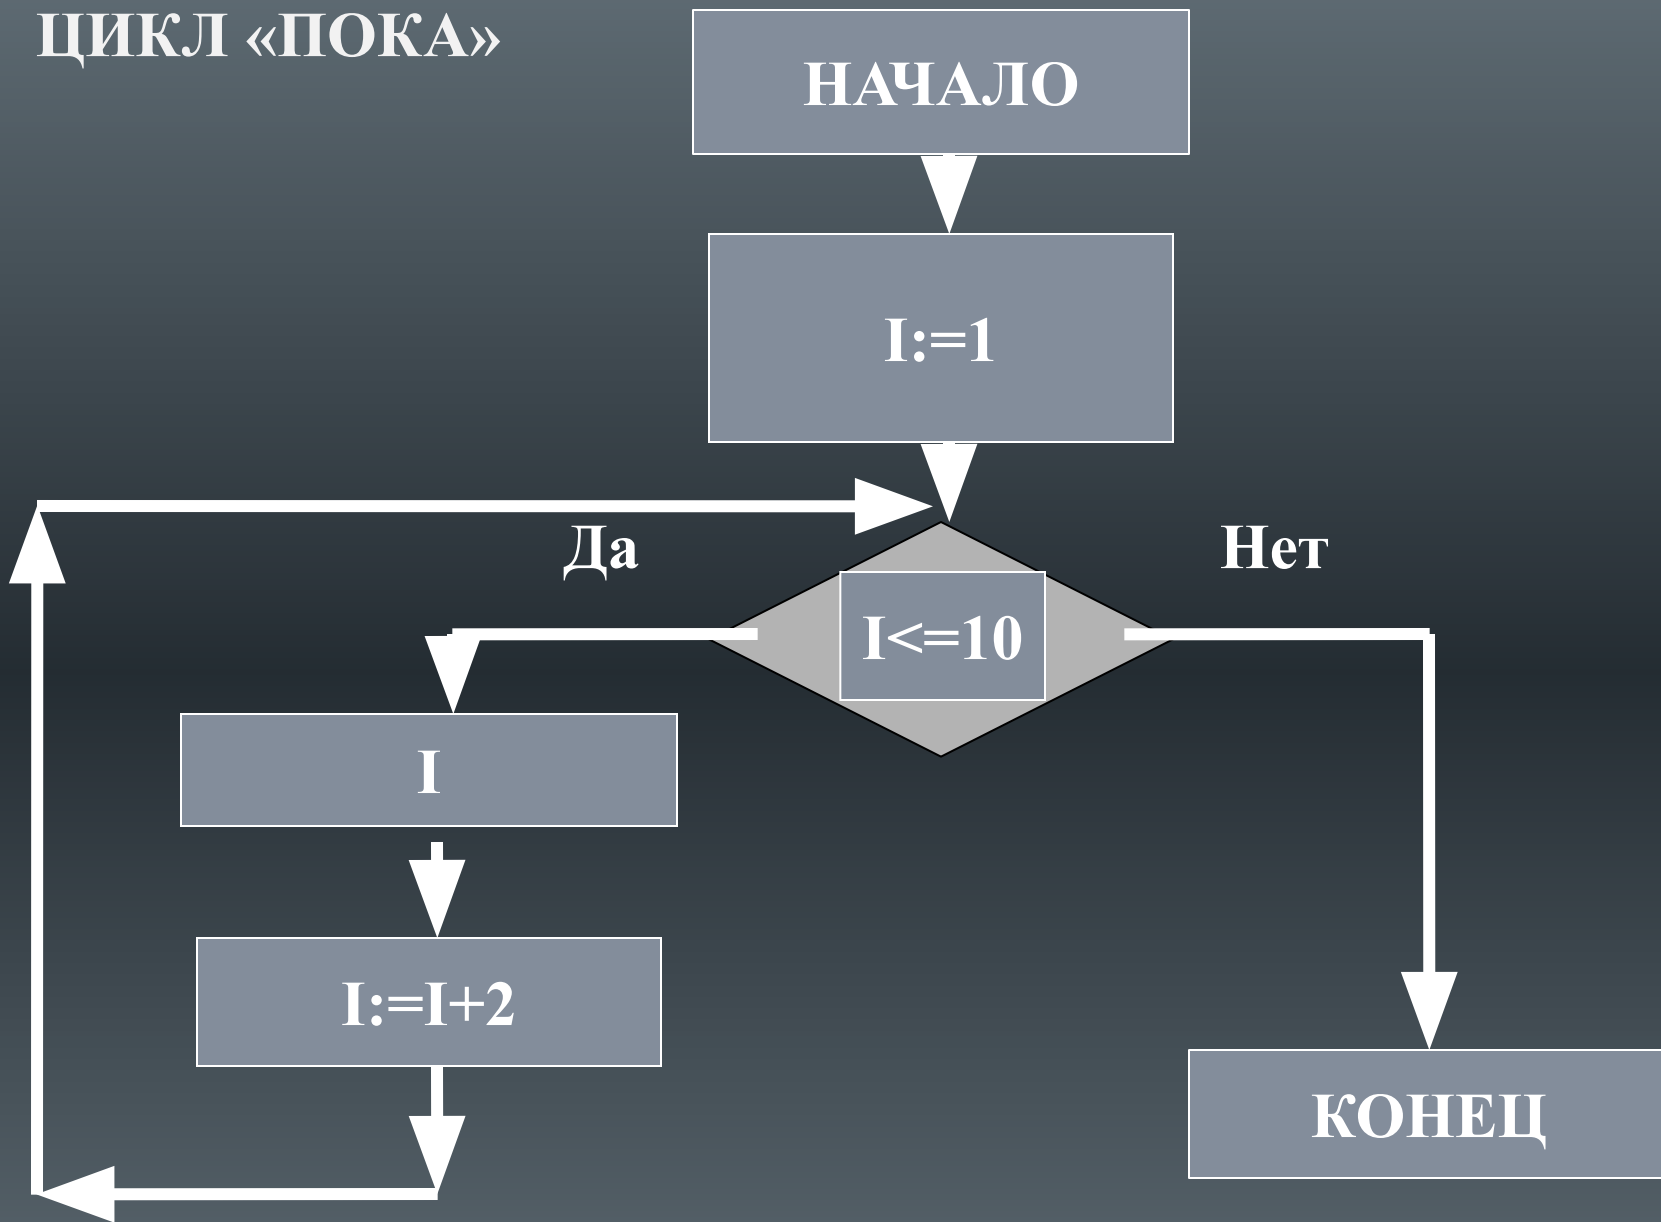 ЦИКЛ «ПОКА»
НАЧАЛО
I:=1
Да
Нет
I<=10
I
I:=I+2
КОНЕЦ